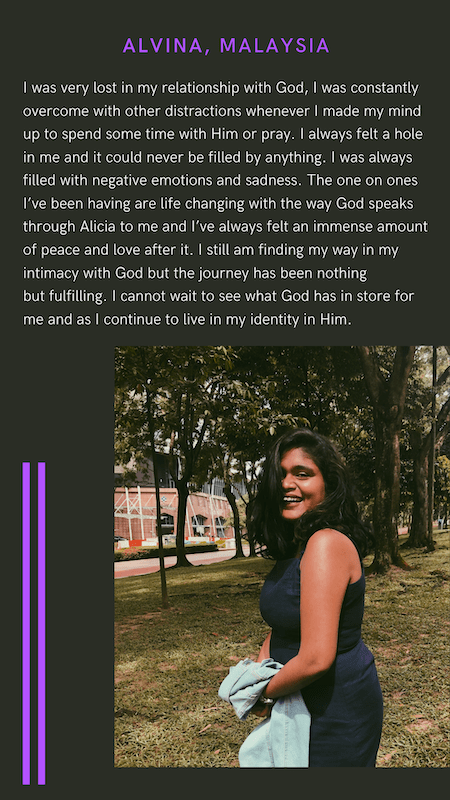 ALVINA, MALAYSIA
I was very lost in my relationship with God, I was constantly
overcome with other distractions whenever I made my mind
up to spend some time with Him or pray. I always felt a hole
in me and it could never be filled by anything. I was always
filled with negative emotions and sadness. The one on ones
I've been having are life changing with the way God speaks
through Alicia to me and I've always felt an immense amount
of peace and love after it. I still am finding my way in my
intimacy with God but the journey has been nothing
but fulfilling. I cannot wait to see what God has in store for
me and as I continue to live in my identity in Him.